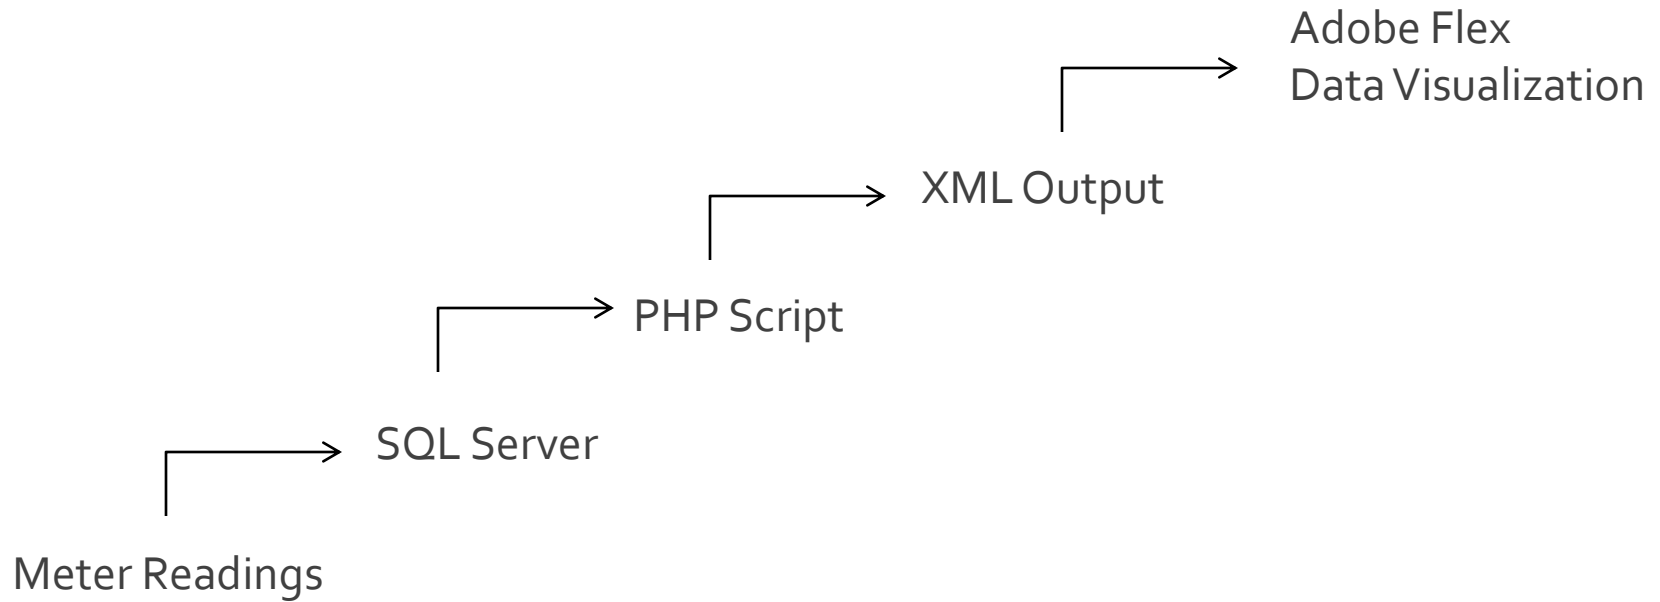 Adobe Flex
Data Visualization
XML Output
PHP Script
SQL Server
Meter Readings